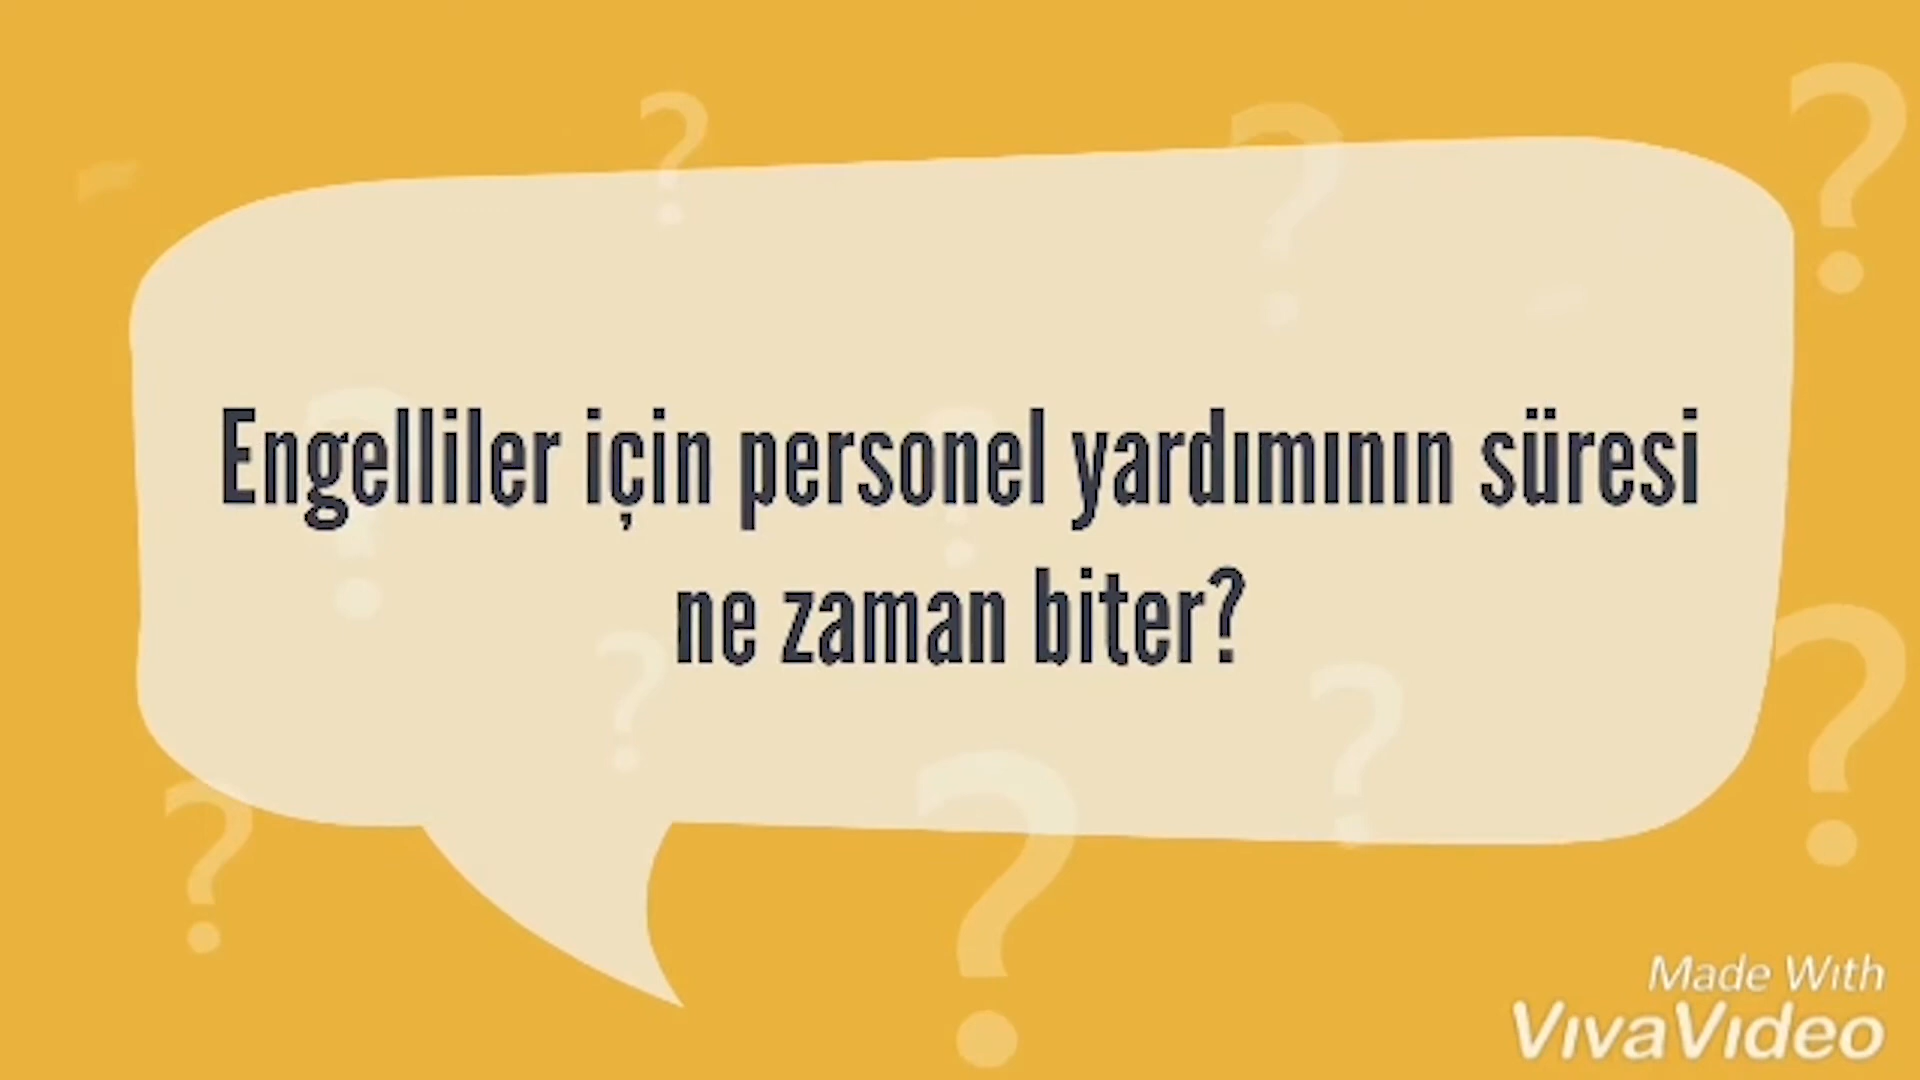 Engelliler için personel yardımının süresi
ne zaman biter?
Made With
VivaVideo